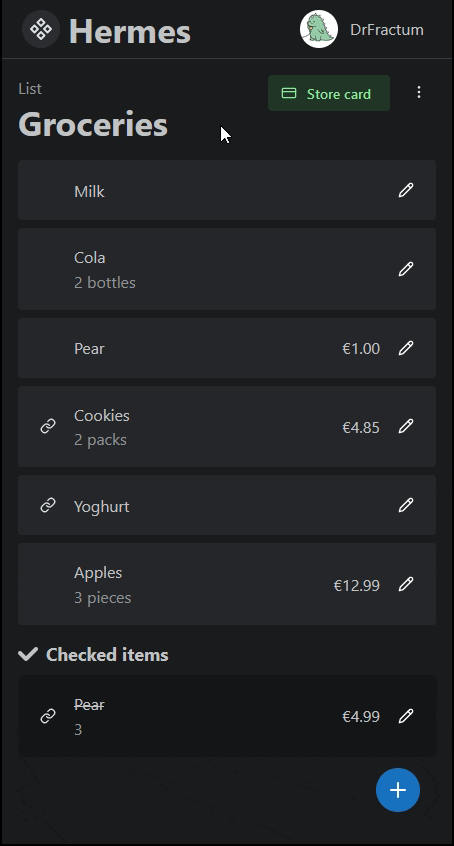 Hermes
DrFractum
List
Store card
Groceries
Milk
Cola
2 bottles
Pear
€1.00
Cookies
2 packs
€4.85
Yoghurt
Apples
3 pieces
€12.99
Checked items
Pear
3
€4.99